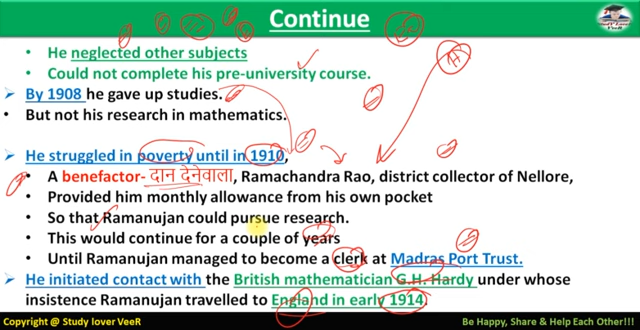 Continue
StudY Lover
VeeR
He neglected other subjects
Could not complete his pre-university course.
By 1908 he gave up studies.
But not his research in mathematics.
He struggled in poverty until in 1910,
A benefactor- दान देनेवाला, Ramachandra Rao, district collector of Nellore,
Provided him monthly allowance from his own pocket
So that Ramanujan could pursue research.
This would continue for a couple of years
Until Ramanujan managed to become a clerk at Madras Port Trust.
He initiated contact with the British mathematician G.H. Hardy under whose
insistence Ramanujan travelled to England in early 1914.
Copyright @ Study lover VeeR
Be Happy, Share & Help Each Other!!!